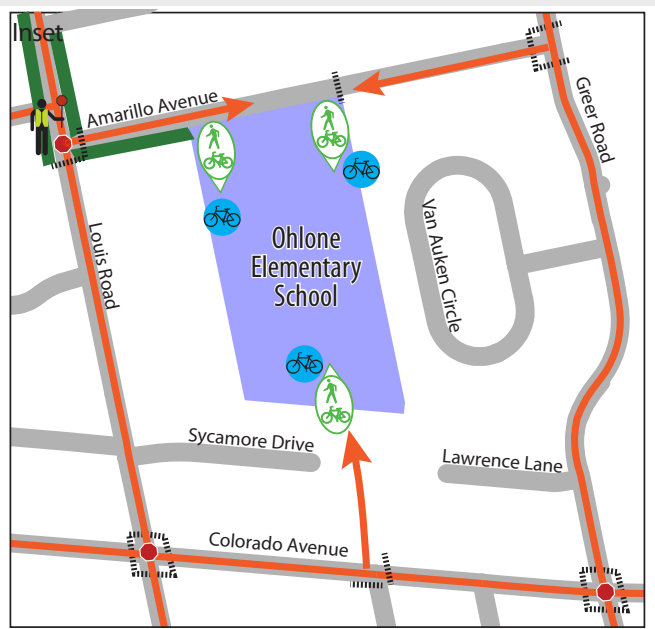 Inset
Amarillo Avenue
Greer Road
Louis Road
Van Auken Circle
Ohlone
Elementary
School
Sycamore Drive
Lawrence Lane
Colorado Avenue